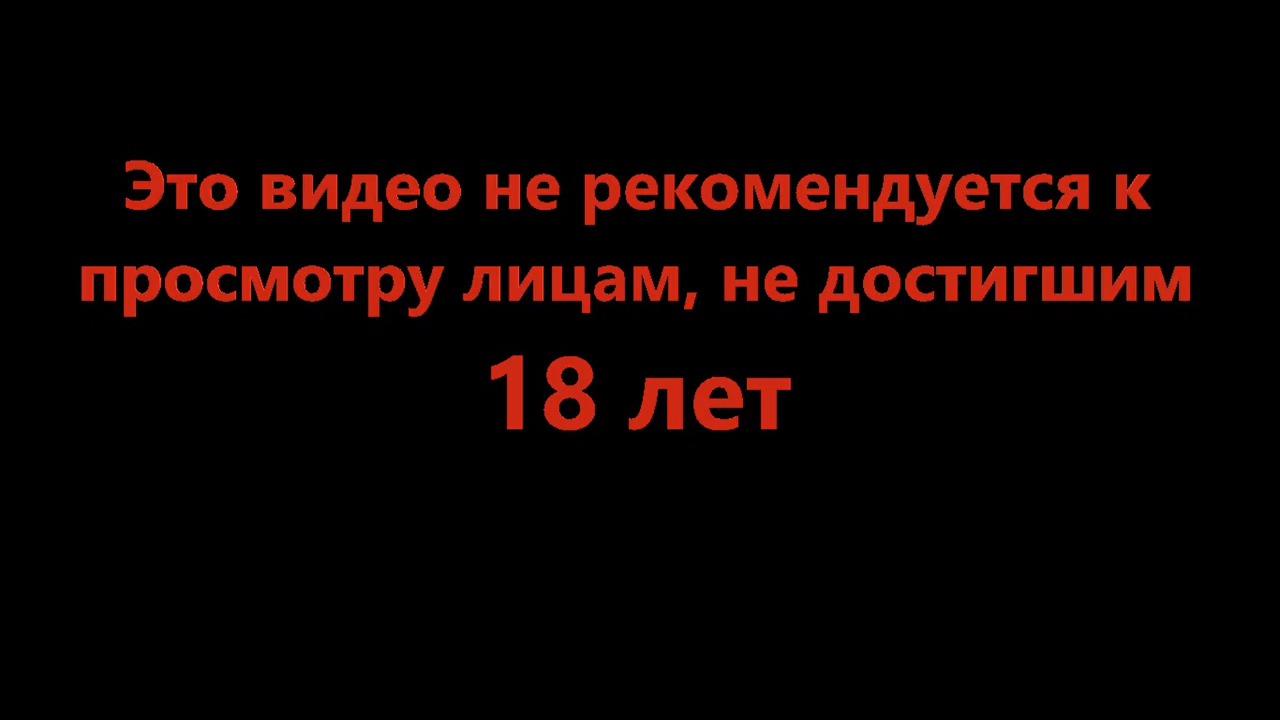 Это видео не рекомендуется к
просмотру лицам, не достигшим
18 лет